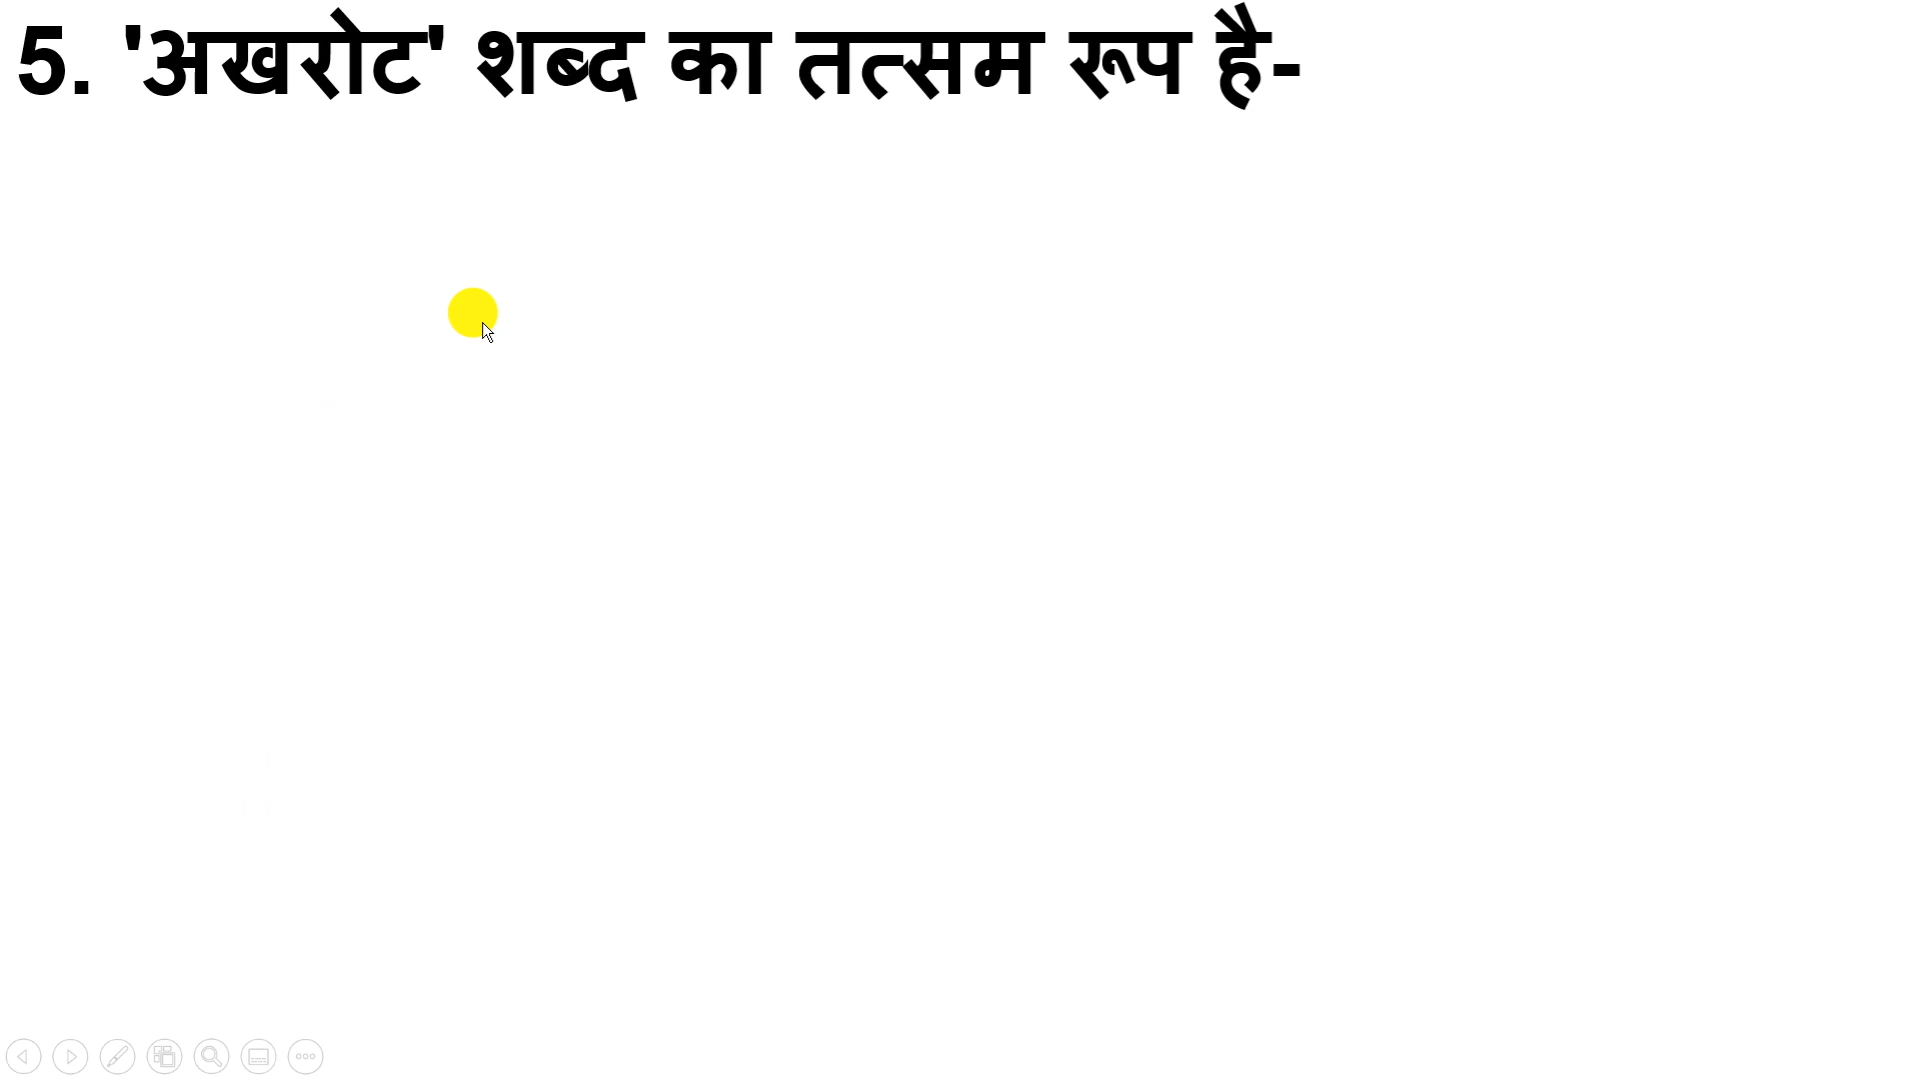 5. 'अखरोट' शब्द का तत्सम रूप है-